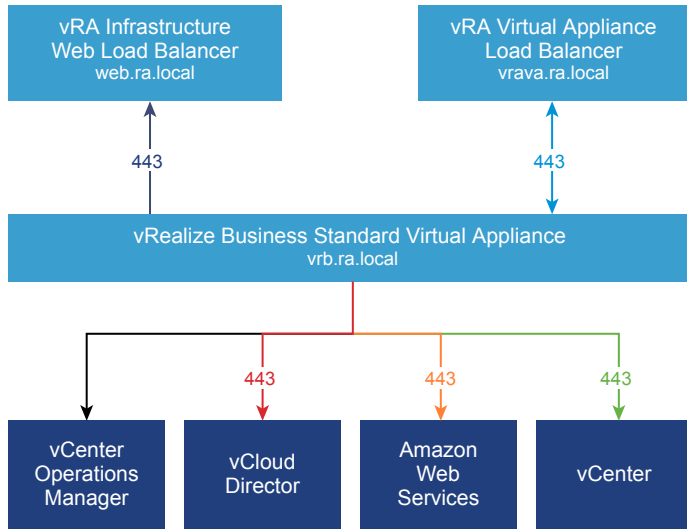 vRA Infrastructure
Web Load Balancer
web.ra.local
vRA Virtual Appliance
Load Balancer
vrava.ra.local
443
443
vRealize Business Standard Virtual Appliance
vrb.ra.local
443
443
443
vCenter
Operations
Manager
vCloud
Director
Amazon
Web
Services
vCenter